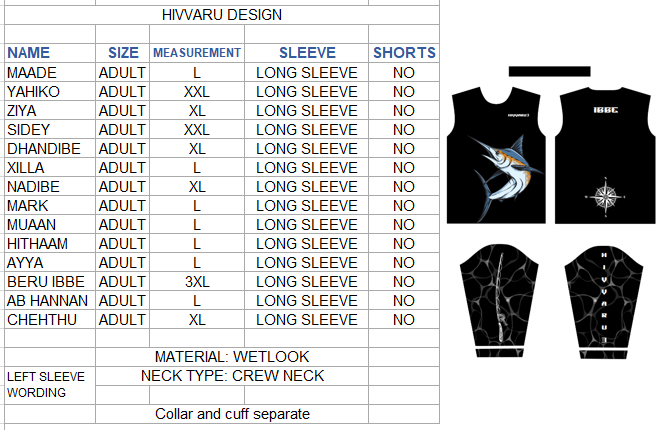 HIVVARU DESIGN
NAME SIZE MEASUREMENT SLEEVE SHORTS
MAADE ADULT L LONG SLEEVE NO
YAHIKO ADULT XXL LONG SLEEVE NO
ZIYA ADULT XL LONG SLEEVE NO
SIDEY ADULT XXL LONG SLEEVE NO
DHANDIBE ADULT XL LONG SLEEVE NO
XILLA ADULT L LONG SLEEVE NO
NADIBE ADULT XL LONG SLEEVE NO
MARK ADULT L LONG SLEEVE NO
MUAAN ADULT L LONG SLEEVE NO
HITHAAM ADULT L LONG SLEEVE NO
AYYA ADULT L LONG SLEEVE NO
BERU IBBE ADULT 3XL LONG SLEEVE NO
AB HANNAN ADULT L LONG SLEEVE NO
CHEHTHU ADULT XL LONG SLEEVE NO
MATERIAL: WETLOOK
LEFT SLEEVE WORDING
NECK TYPE: CREW NECK
Collar and cuff separate